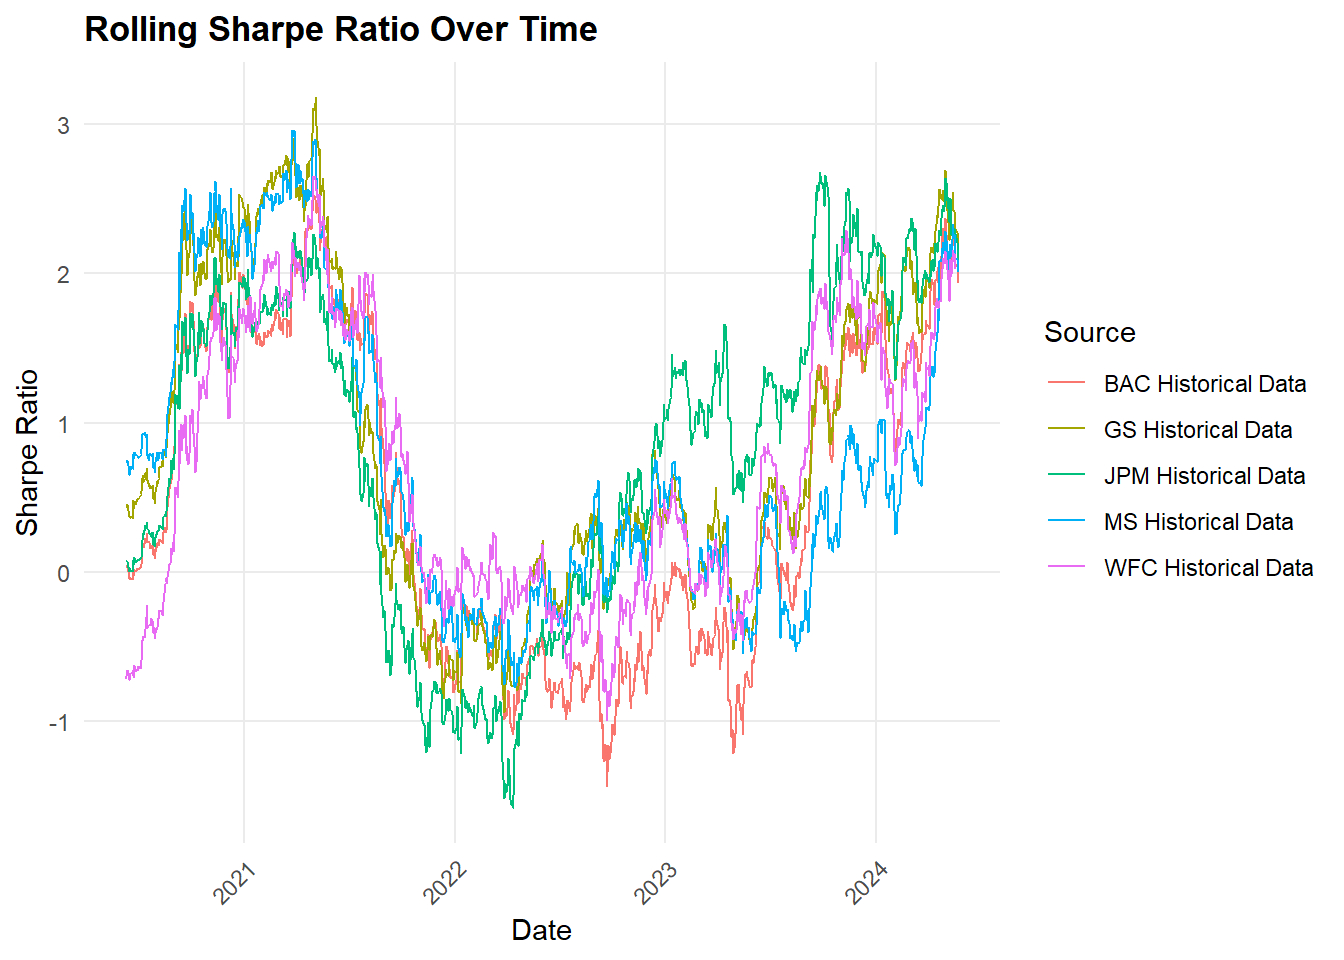 Rolling Sharpe Ratio Over Time
3
2
1
0
-1
Sharpe Ratio
2021
2022
2023
2024
Date
Source
BAC Historical Data
GS Historical Data
JPM Historical Data
MS Historical Data
WFC Historical Data